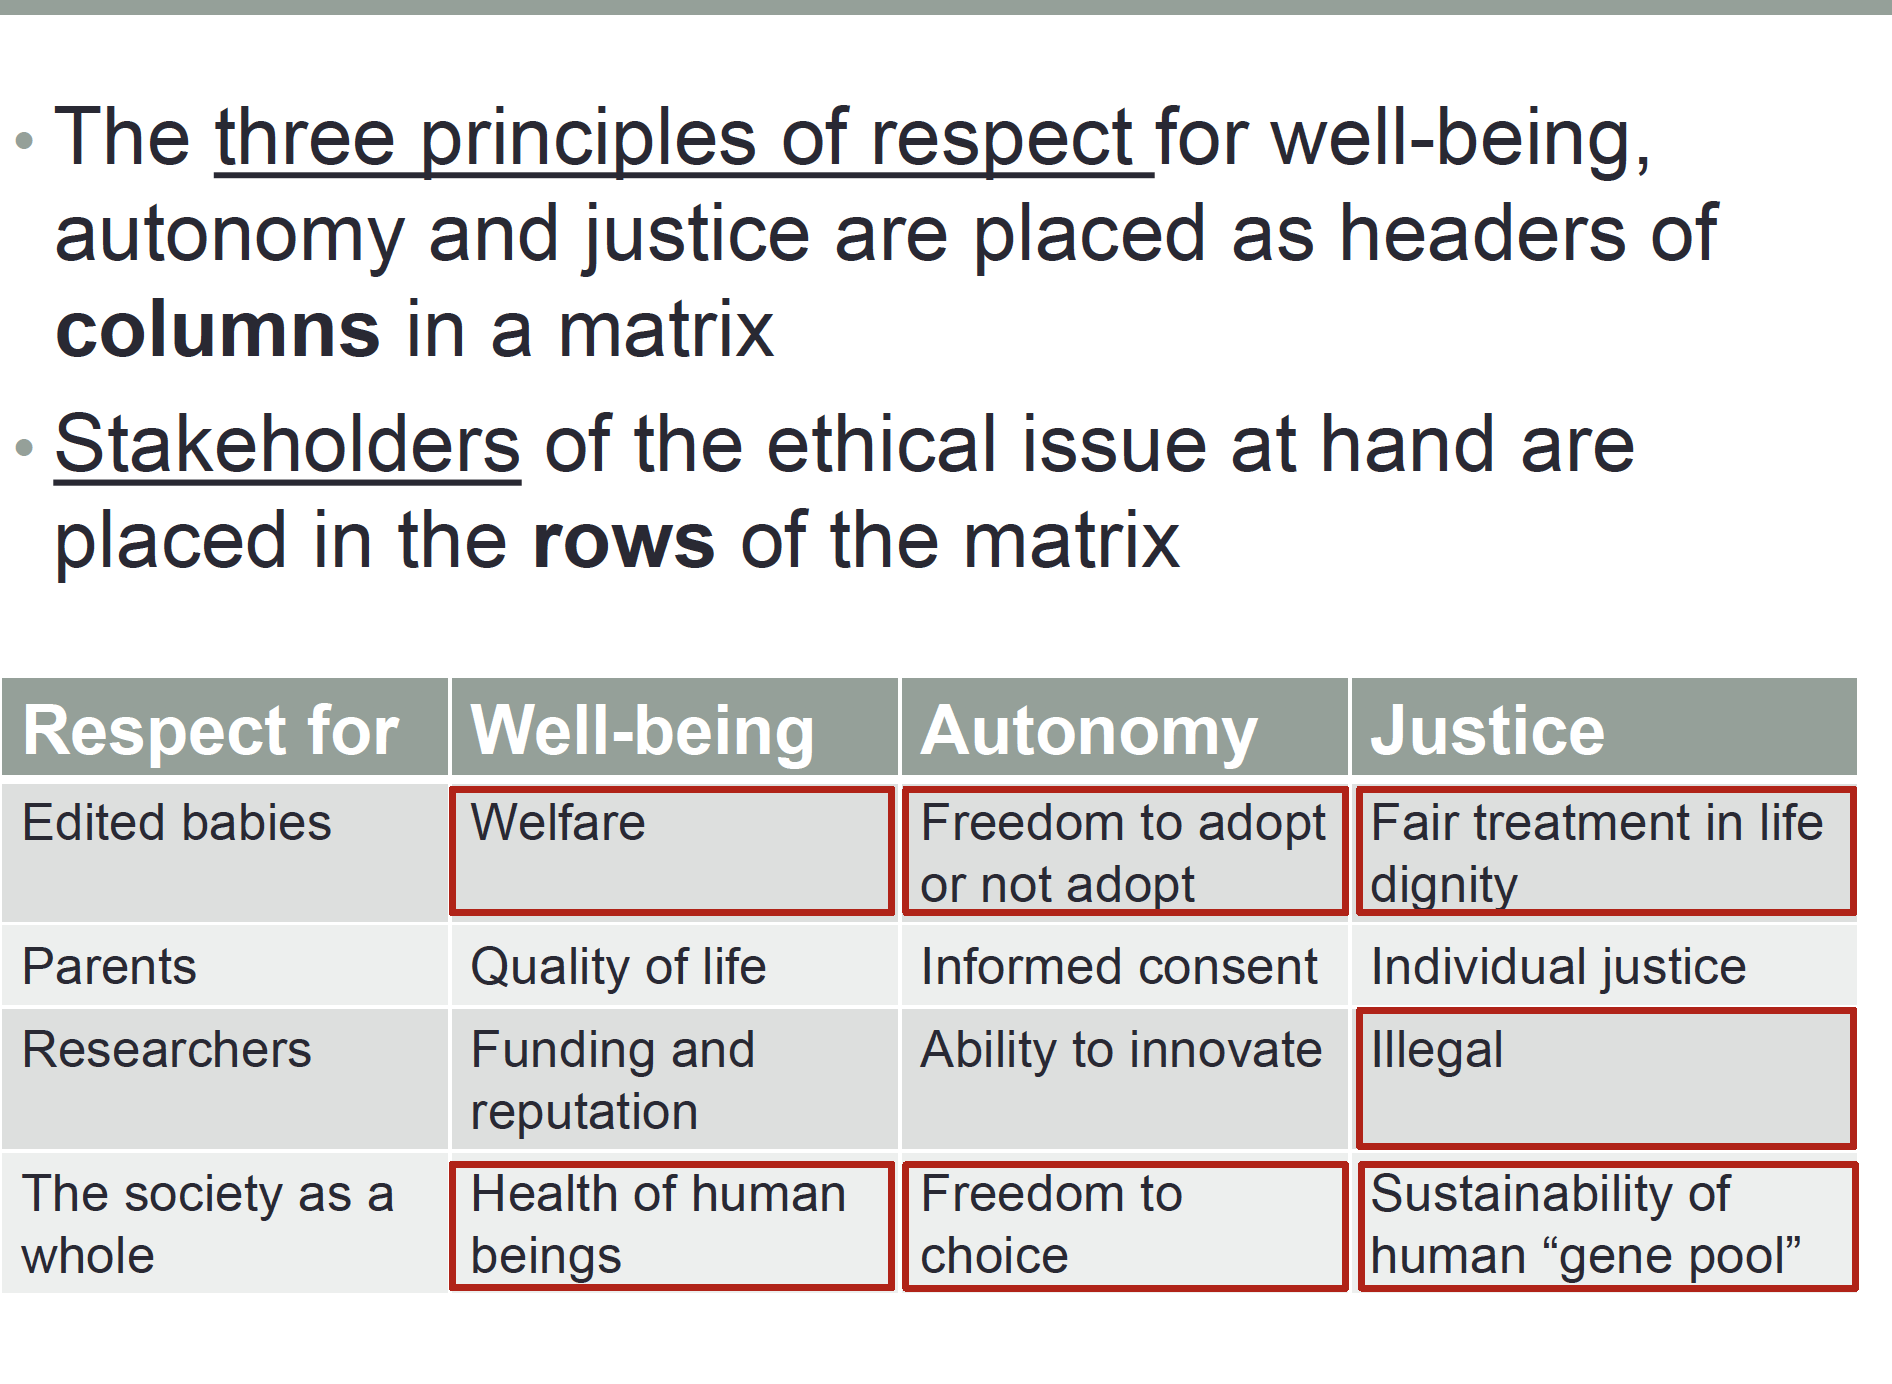 • The three principles of respect for well-being,
autonomy and justice are placed as headers of
columns in a matrix
• Stakeholders of the ethical issue at hand are
placed in the rows of the matrix
Respect for Well-being Autonomy Justice
Edited babies Welfare Freedom to adopt Fair treatment in life
or not adopt dignity
Parents Quality of life Informed consent Individual justice
Researchers Funding and Ability to innovate Illegal
reputation
The society as a Health of human Freedom to Sustainability of
whole beings choice human “gene pool”